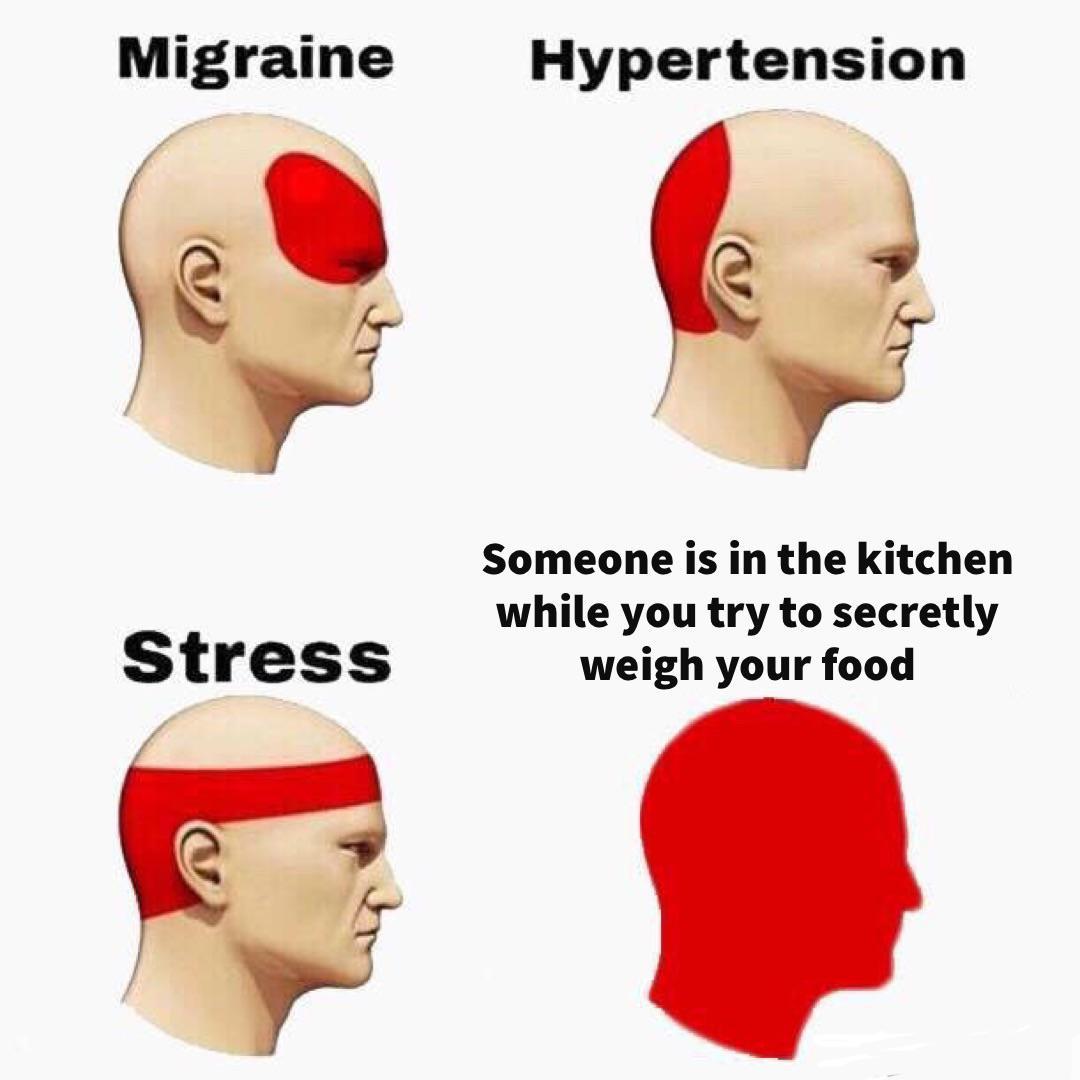 Migraine
Hypertension
Stress
Someone is in the kitchen
while you try to secretly
weigh your food